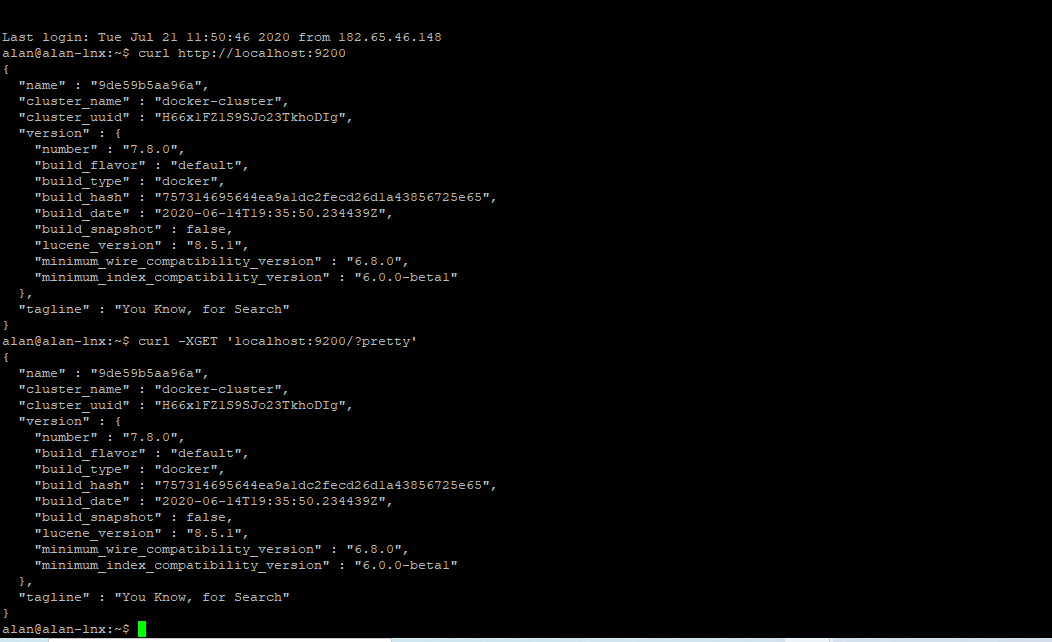 Last login: Tue Jul 21 11:50:46 2020 from 182.65.46.148
alan@alan-lnx:~$ curl http://localhost:9200
{
  "name" : "9de59b5aa96a",
  "cluster_name" : "docker-cluster",
  "cluster_uuid" : "H66x1FZ1S9SJo23TkhoDIg",
  "version" : {
    "number" : "7.8.0",
    "build_flavor" : "default",
    "build_type" : "docker",
    "build_hash" : "757314695644ea9a1dc2fecd26d1a43856725e65",
    "build_date" : "2020-06-14T19:35:50.234439Z",
    "build_snapshot" : false,
    "lucene_version" : "8.5.1",
    "minimum_wire_compatibility_version" : "6.8.0",
    "minimum_index_compatibility_version" : "6.0.0-beta1"
  },
  "tagline" : "You Know, for Search"
}
alan@alan-lnx:~$ curl -XGET 'localhost:9200/?pretty'
{
  "name" : "9de59b5aa96a",
  "cluster_name" : "docker-cluster",
  "cluster_uuid" : "H66x1FZ1S9SJo23TkhoDIg",
  "version" : {
    "number" : "7.8.0",
    "build_flavor" : "default",
    "build_type" : "docker",
    "build_hash" : "757314695644ea9a1dc2fecd26d1a43856725e65",
    "build_date" : "2020-06-14T19:35:50.234439Z",
    "build_snapshot" : false,
    "lucene_version" : "8.5.1",
    "minimum_wire_compatibility_version" : "6.8.0",
    "minimum_index_compatibility_version" : "6.0.0-beta1"
  },
  "tagline" : "You Know, for Search"
}
alan@alan-lnx:~$